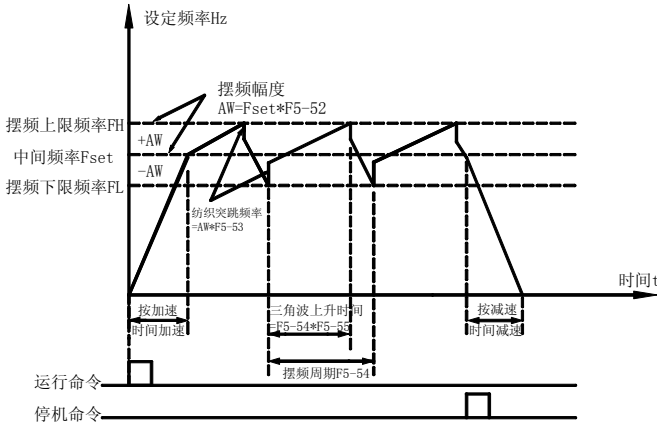 设定频率Hz
摆频幅度
AW=Fset*F5-52
摆频上限频率FH
+AW
中间频率Fset
-AW
摆频下限频率FL
纺织突跳频率
=AW*F5-53
时间t
按加速
时间加速
三角波上升时间
=F5-54*F5-55
按减速
时间减速
摆频周期F5-54
运行命令
停机命令